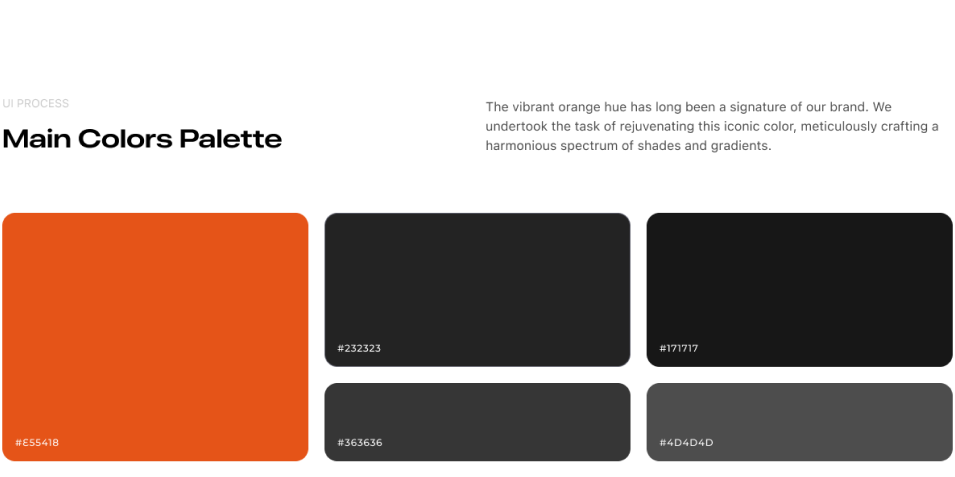 UI PROCESS
Main Colors Palette
The vibrant orange hue has long been a signature of our brand. We
undertook the task of rejuvenating this iconic color, meticulously crafting a
harmonious spectrum of shades and gradients.
#E55418
#232323
#171717
#363636
#4D4D4D